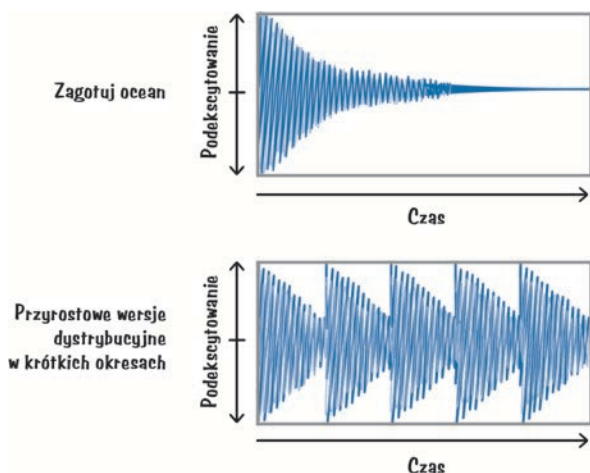 Zagotuj ocean
Podekscytowanie
Czas
Przyrostowe wersje
dystrybucyjne
w krótkich okresach
Podekscytowanie
Czas